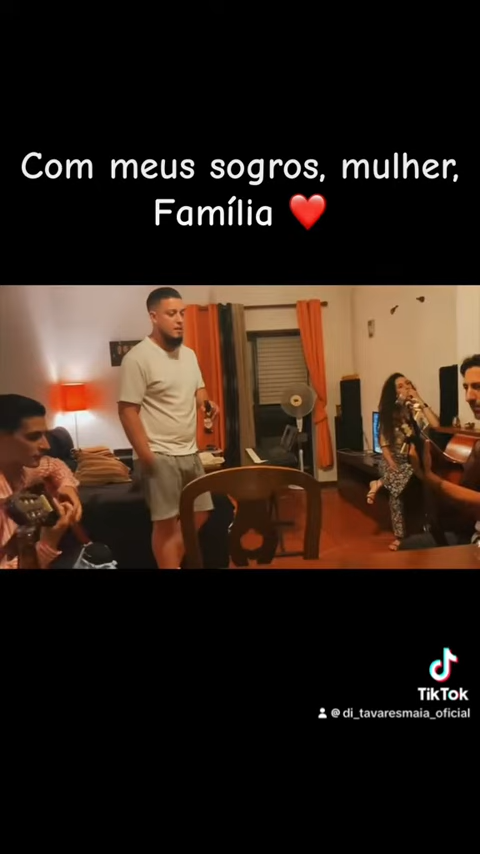 Com meus sogros, mulher,
Família ❤️
TikTok
@di_tavaresmaia_oficial